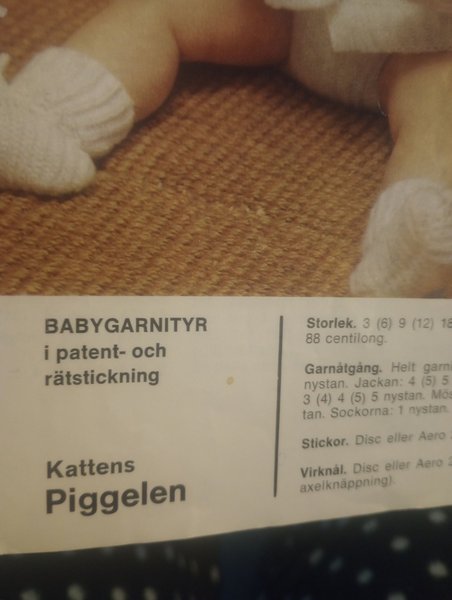 BABYGARNITYR
i patent- och
rätstickning
Kattens
Piggelen
Storlek. 3 (6) 9 (12) 18
88 centilong.
Garnåtgång. Helt
nystan. Jackan: 4 (5) 5
3 (4) 4 (5) 5 nystan.
tan. Sockorna: 1 nystan.
Stickor. Disc eller Aero
Virknål. Disc eller Aero
axelknäppning).